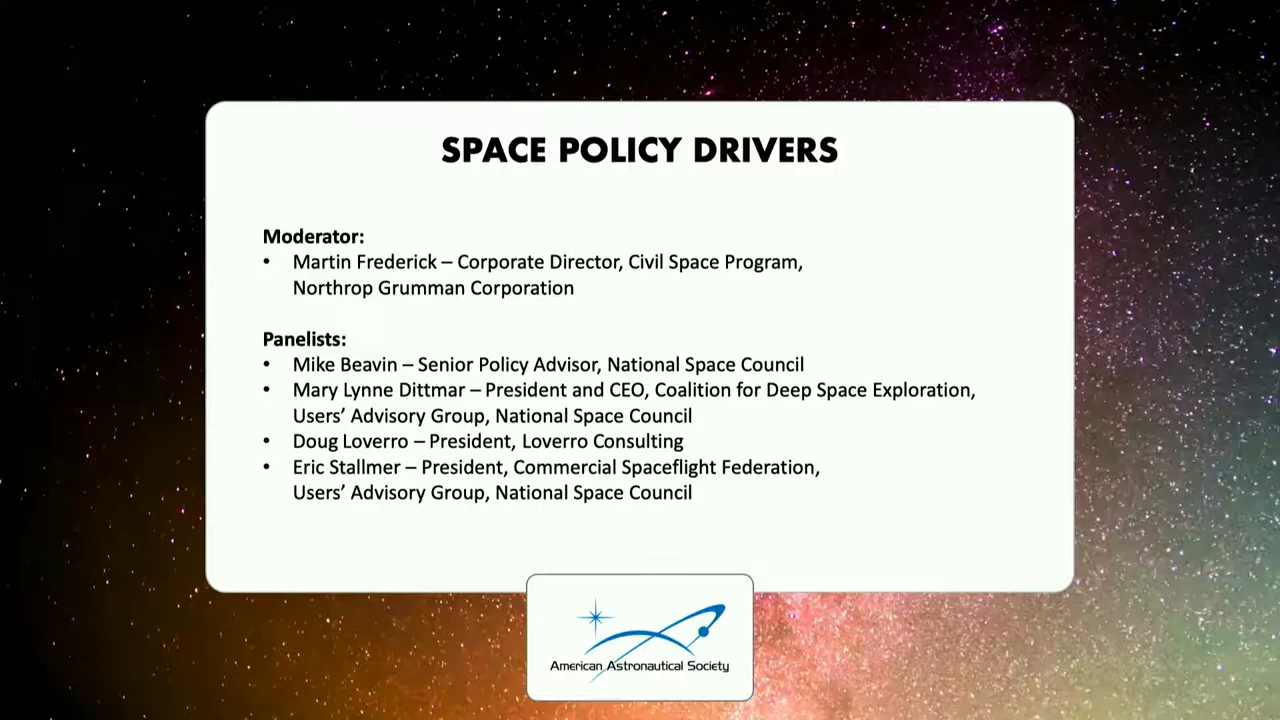 SPACE POLICY DRIVERS
Moderator:
• Martin Frederick – Corporate Director, Civil Space Program,
Northrop Grumman Corporation
Panelists:
• Mike Beavin – Senior Policy Advisor, National Space Council
• Mary Lynne Dittmar – President and CEO, Coalition for Deep Space Exploration,
Users’ Advisory Group, National Space Council
• Doug Loverro – President, Loverro Consulting
• Eric Stallmer – President, Commercial Spaceflight Federation,
Users’ Advisory Group, National Space Council
American Astronautical Society